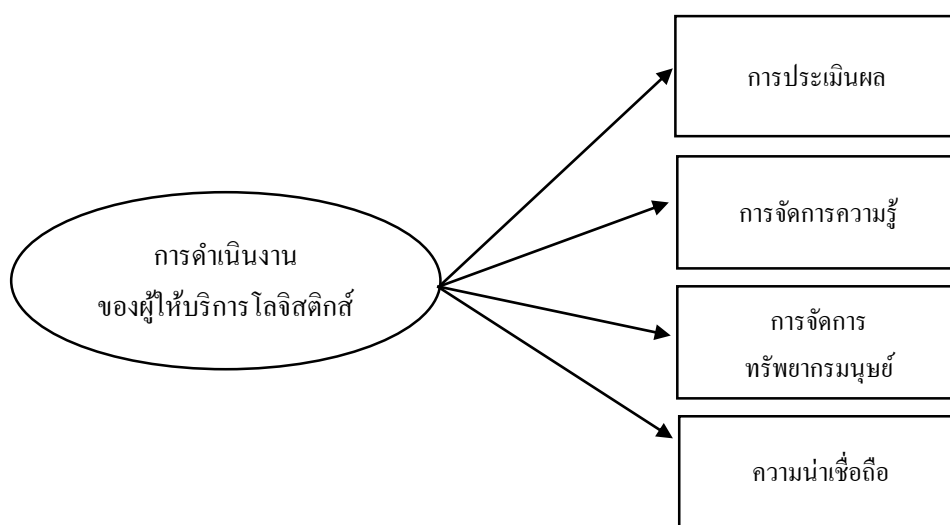 การดำเนินงาน
ของผู้ให้บริการโลจิสติกส์
การประเมินผล
การจัดการความรู้
การจัดการ
ทรัพยากรมนุษย์
ความน่าเชื่อถือ